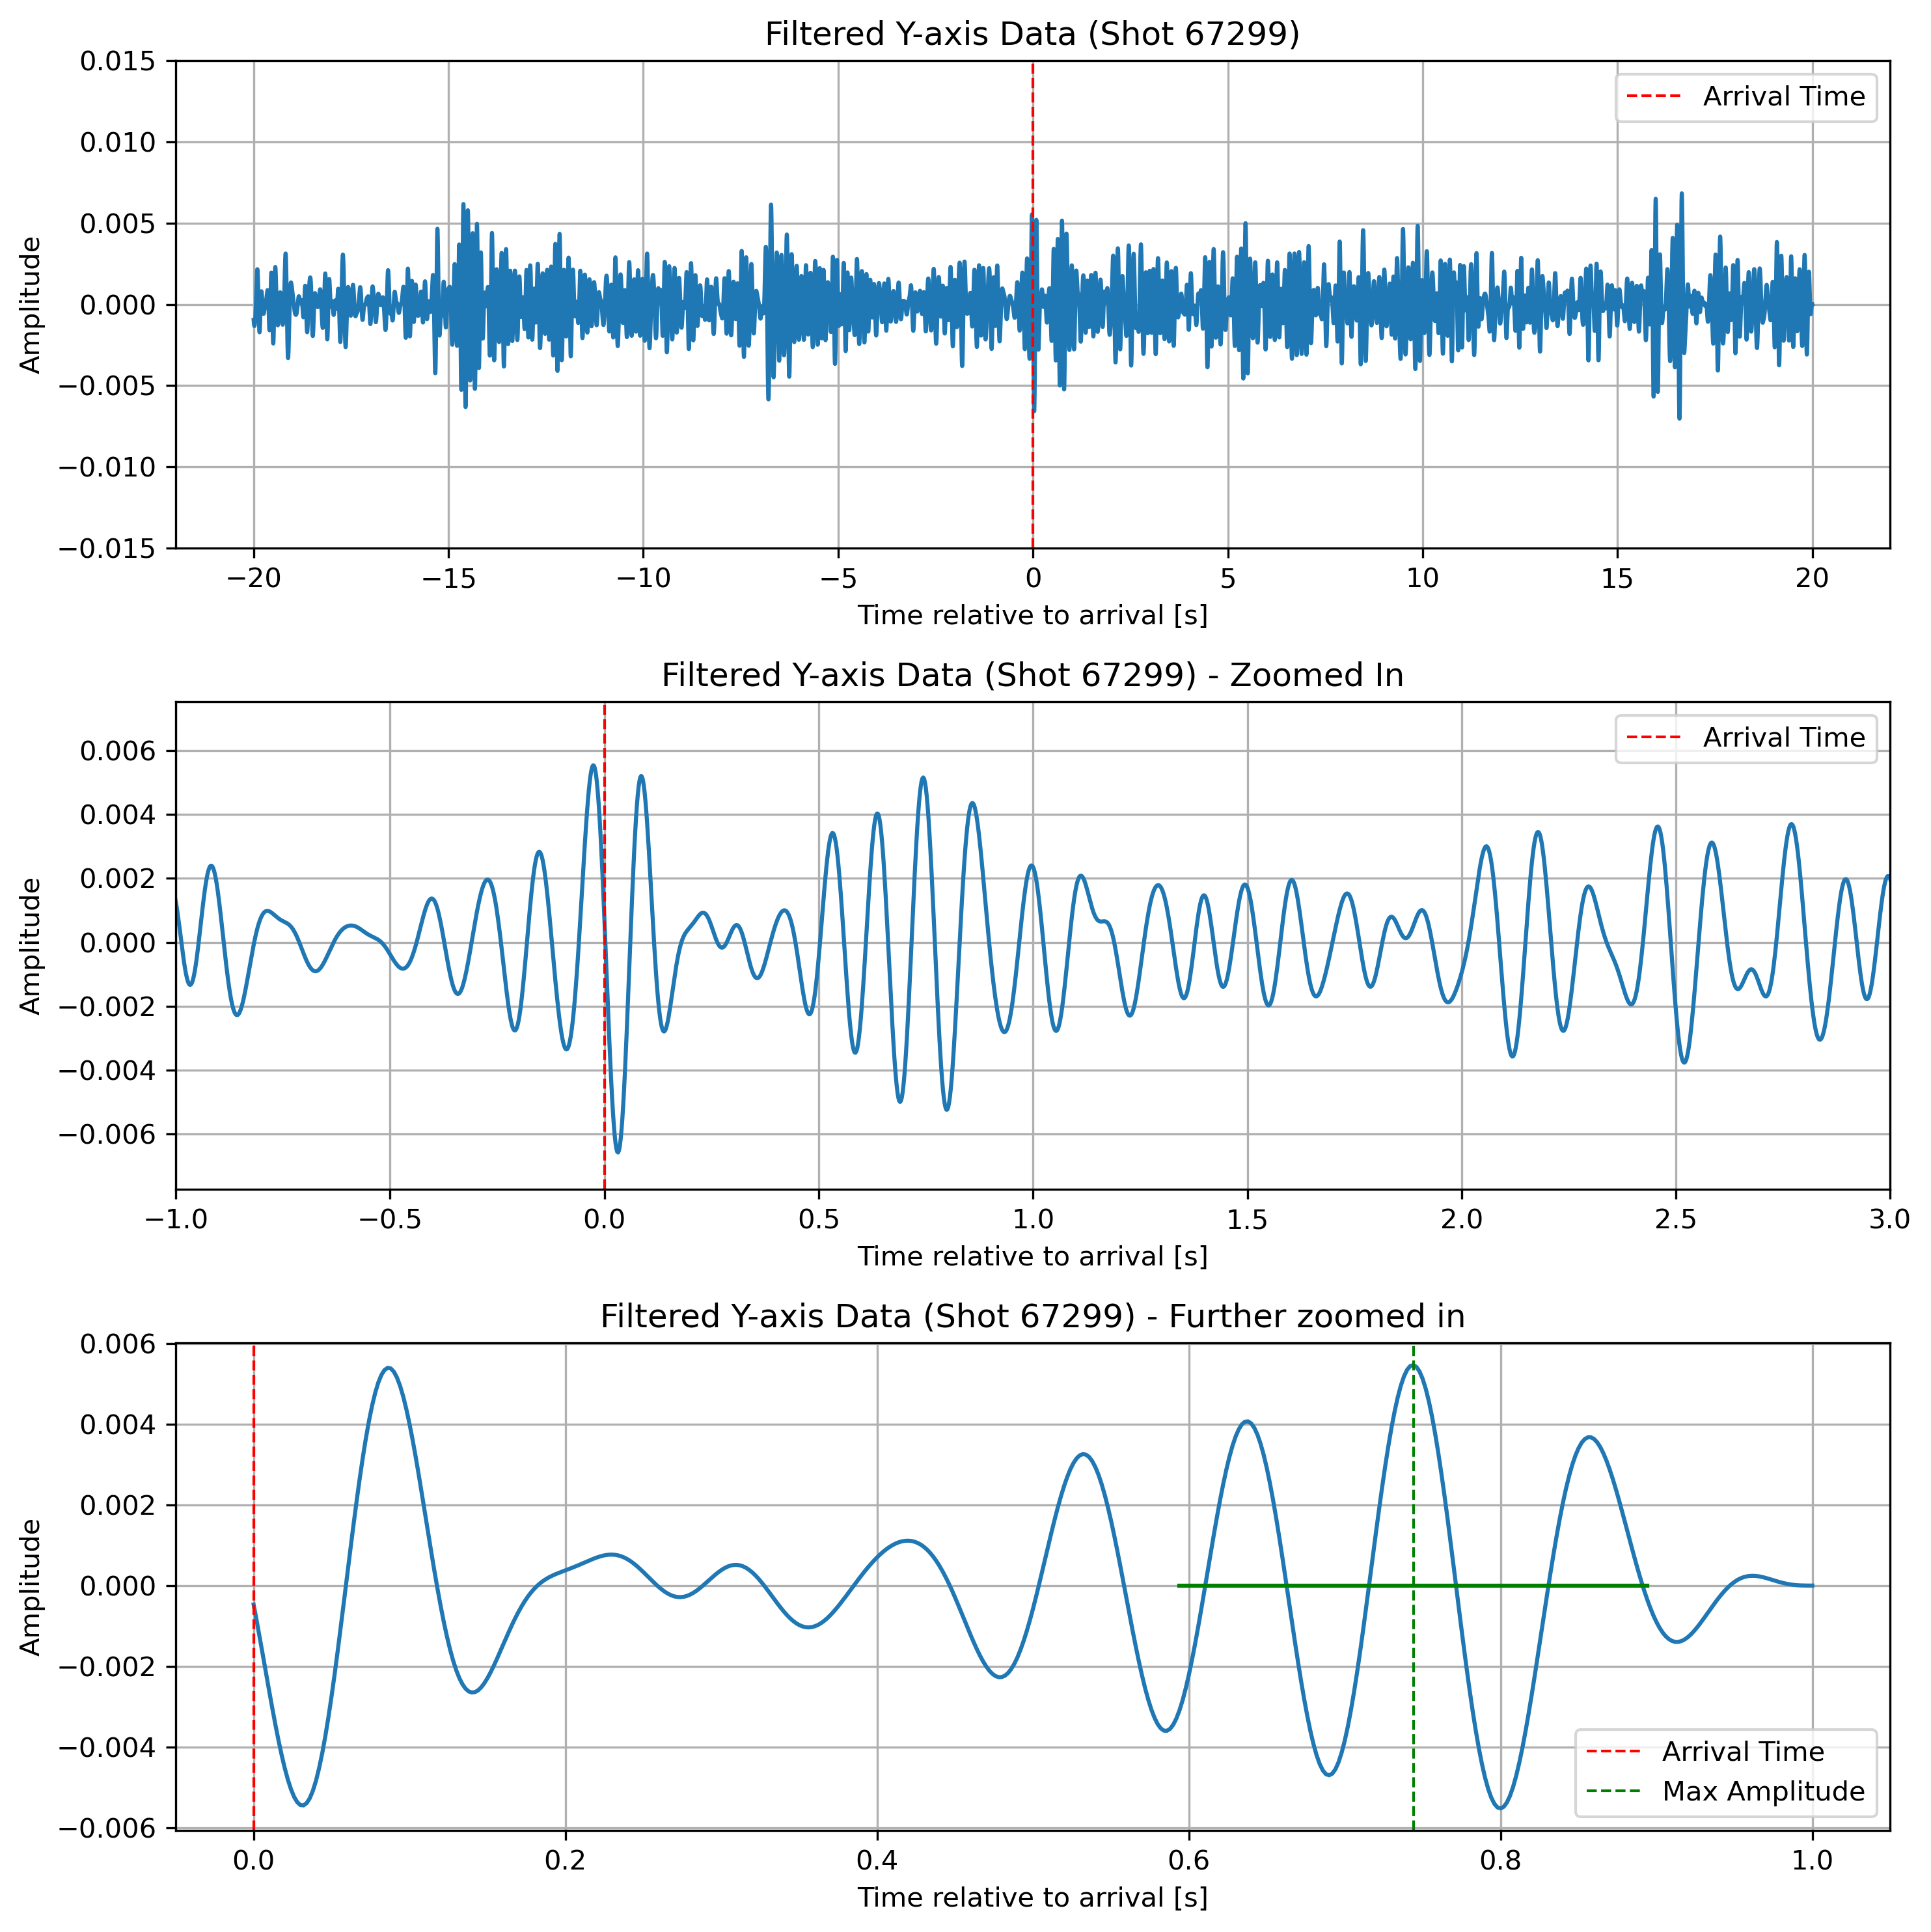 Filtered Y-axis Data (Shot 67299)
0.015
0.010
0.005
0.000
−0.005
−0.010
−0.015
Amplitude
Arrival Time
−20 −15 −10 −5 0 5 10 15 20
Time relative to arrival [s]
Filtered Y-axis Data (Shot 67299) - Zoomed In
0.006
0.004
0.002
0.000
−0.002
−0.004
−0.006
Amplitude
Arrival Time
−1.0 −0.5 0.0 0.5 1.0 1.5 2.0 2.5 3.0
Time relative to arrival [s]
Filtered Y-axis Data (Shot 67299) - Further zoomed in
0.006
0.004
0.002
0.000
−0.002
−0.004
−0.006
Amplitude
Arrival Time
Max Amplitude
0.0 0.2 0.4 0.6 0.8 1.0
Time relative to arrival [s]